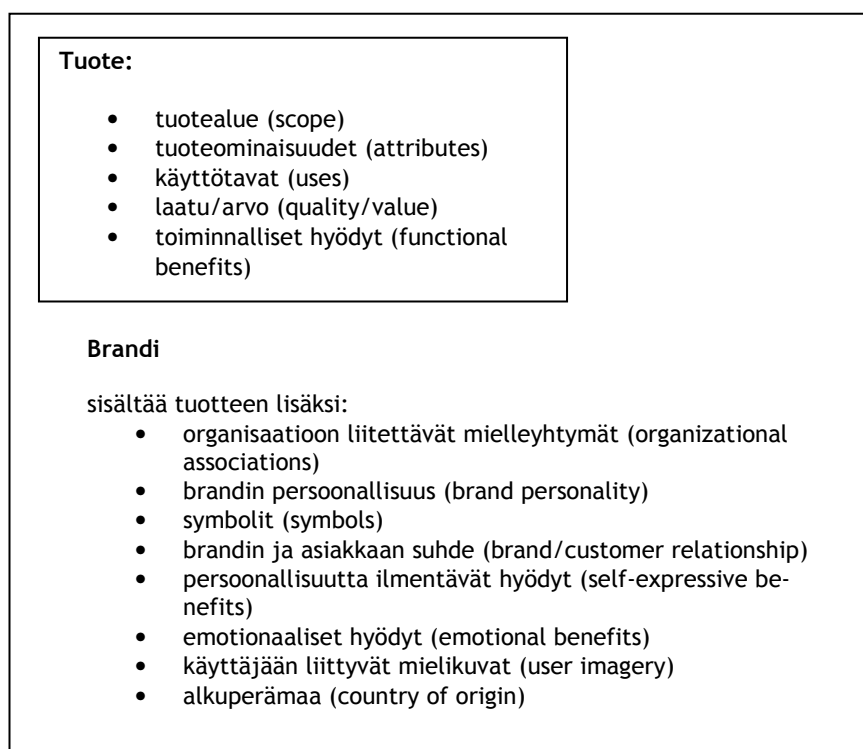 Tuote:
• tuotealue (scope)
• tuoteominaisuudet (attributes)
• käyttötavat (uses)
• laatu/arvo (quality/value)
• toiminnalliset hyödyt (functional
benefits)
Brandi
sisältää tuotteen lisäksi:
• organisaatioon liitettävät mielleyhtymät (organizational
associations)
• brandin persoonallisuus (brand personality)
• symbolit (symbols)
• brandin ja asiakkaan suhde (brand/customer relationship)
• persoonallisuutta ilmentävät hyödyt (self-expressive be-
nefits)
• emotionaaliset hyödyt (emotional benefits)
• käyttäjään liittyvät mielikuvat (user imagery)
• alkuperämaa (country of origin)